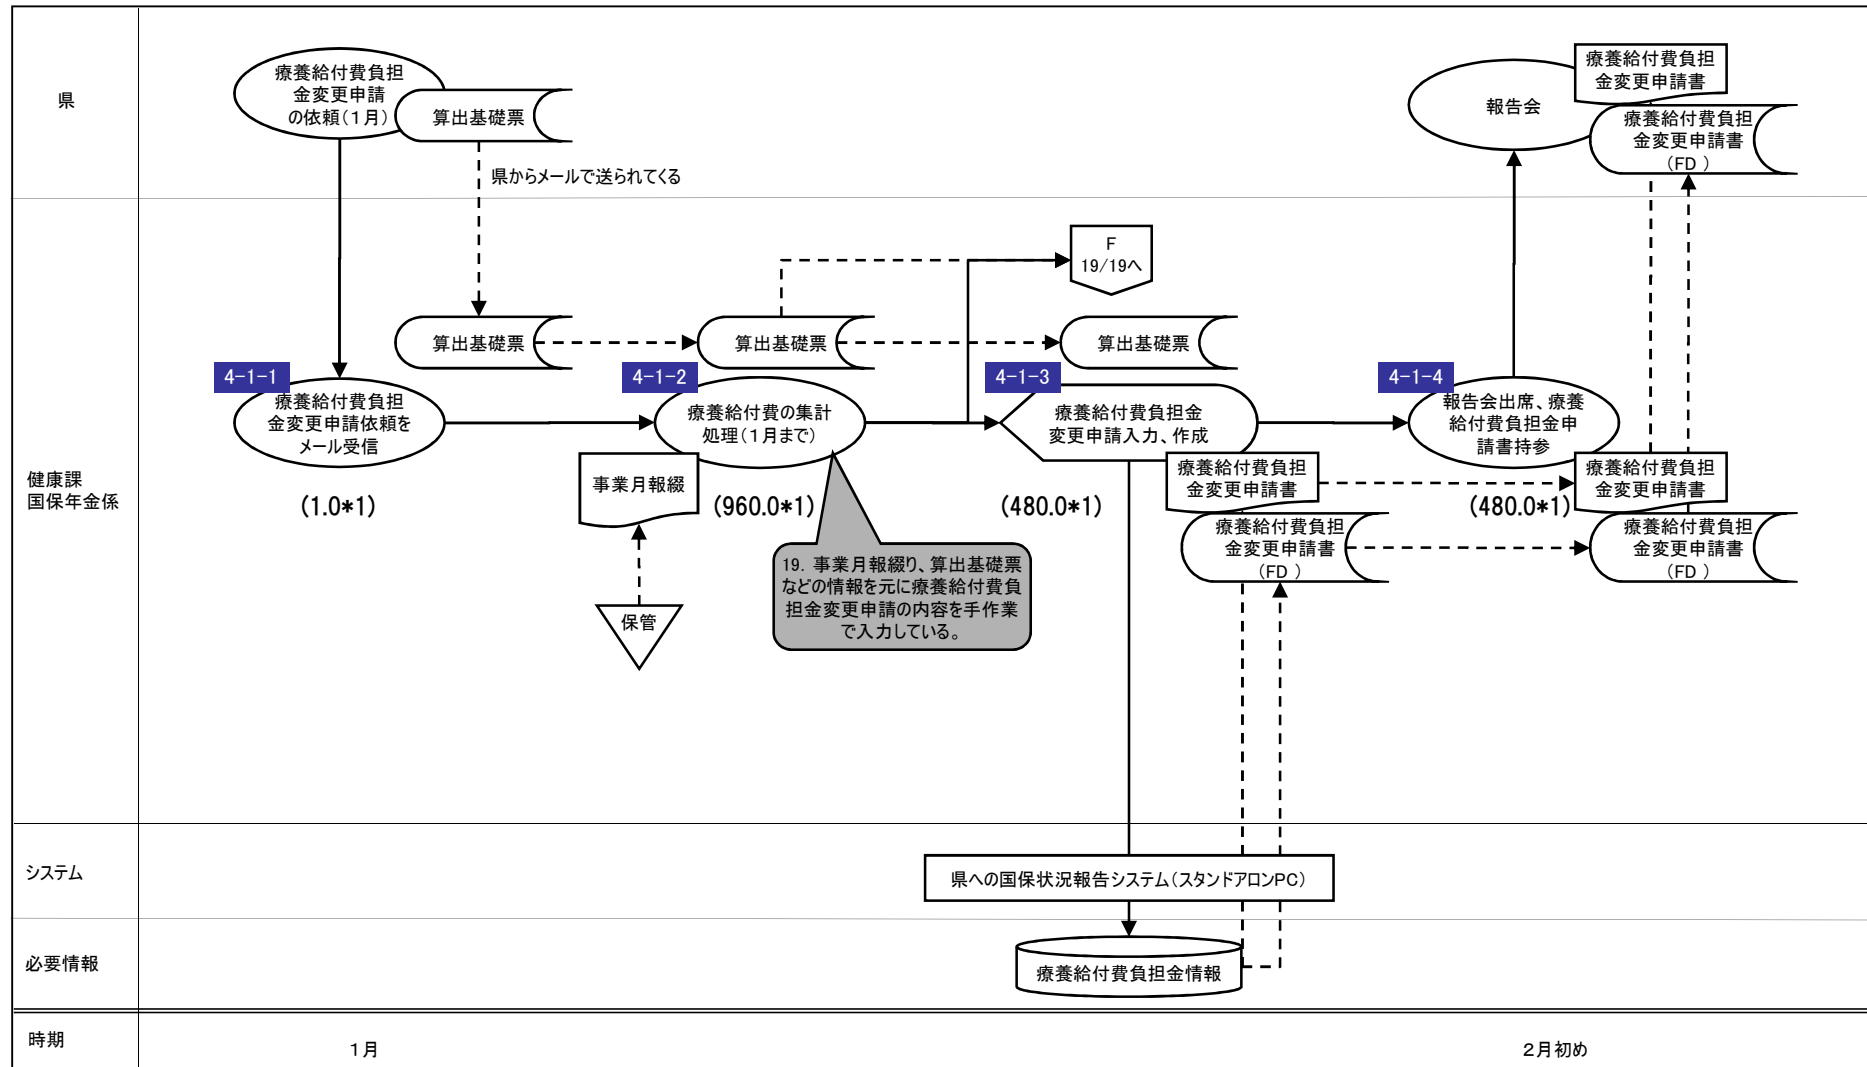 県
療養給付費負担
金変更申請
の依頼(１月)
算出基礎票
県からメールで送られてくる
報告会
療養給付費負担
金変更申請書
療養給付費負担
金変更申請書
(FD )
健康課
国保年金係
F
19/19へ
算出基礎票
算出基礎票
算出基礎票
4-1-1
療養給付費負担
金変更申請依頼を
メール受信
(1.0*1)
4-1-2
療養給付費の集計
処理(１月まで)
(960.0*1)
事業月報綴
保管
19. 事業月報綴り、算出基礎票
などの情報を元に療養給付費負
担金変更申請の内容を手作業
で入力している。
4-1-3
療養給付費負担金
変更申請入力、作成
(480.0*1)
療養給付費負担
金変更申請書
療養給付費負担
金変更申請書
(FD )
4-1-4
報告会出席、療養
給付費負担金申
請書持参
(480.0*1)
療養給付費負担
金変更申請書
療養給付費負担
金変更申請書
(FD )
システム
県への国保状況報告システム(スタンドアロンPC)
必要情報
療養給付費負担金情報
時期
１月
２月初め